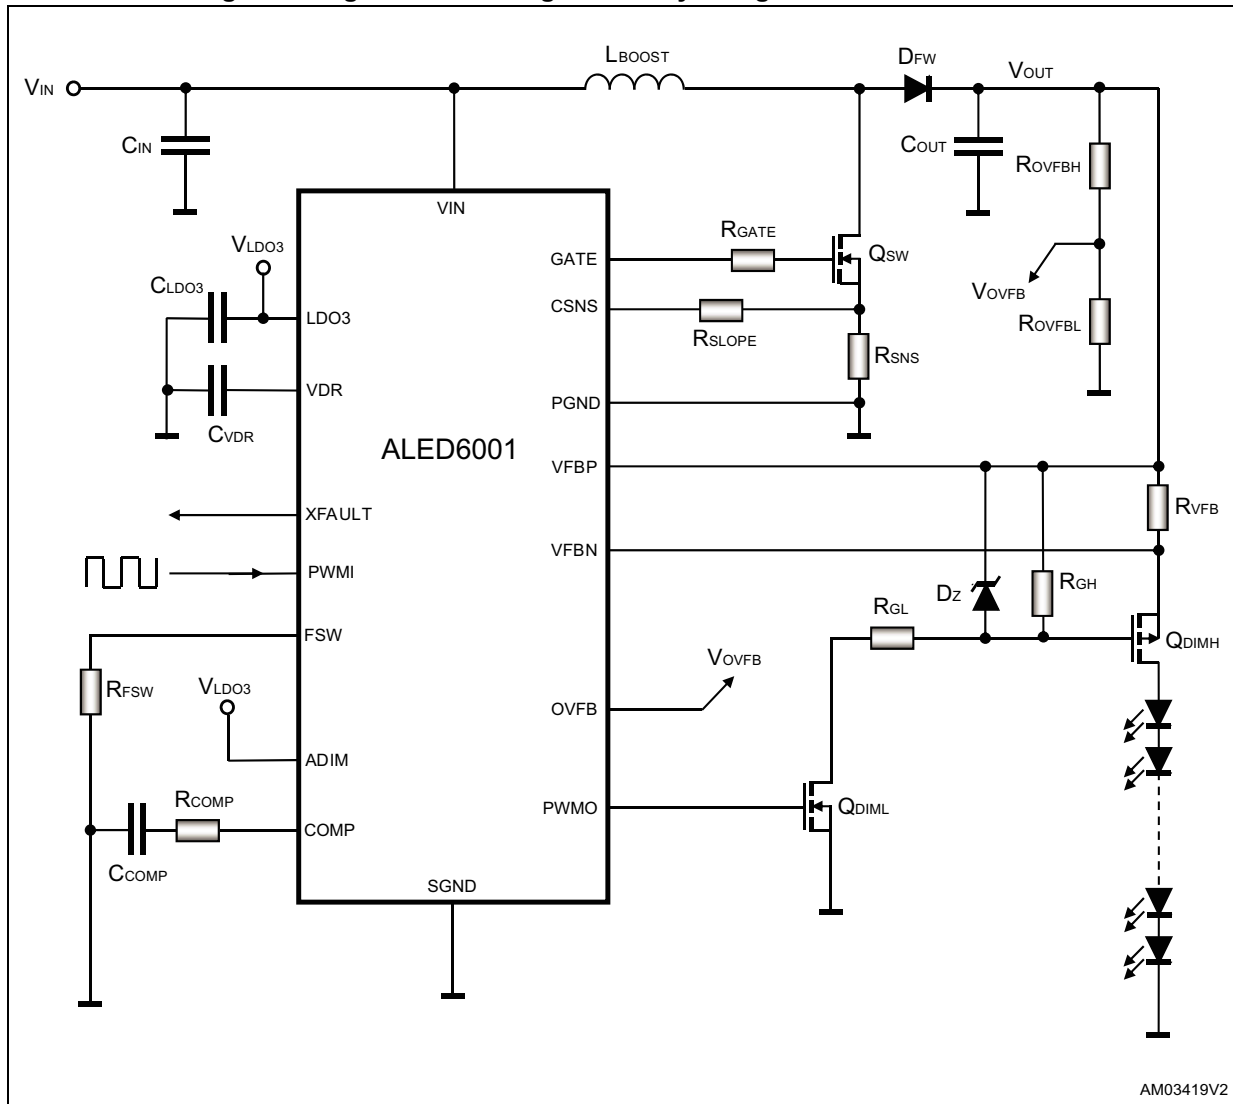 LBOOST
DFW
VIN
VOUT
CIN
COUT
ROVFBH
VIN
VLDO3
RGATE
GATE
QSW
CLDO3
CSNS
VOVFB
LDO3
RSLOPE
ROVFBL
RSNS
VDR
PGND
CVDR
ALED6001
VFBP
RVFB
XFAULT
VFBN
PWMI
DZ
RGH
RGL
FSW
QDIMH
VOVFB
RFSW
VLDO3
OVFB
ADIM
RCOMP
PWMO
QDIML
COMP
CCOMP
SGND
AM03419V2